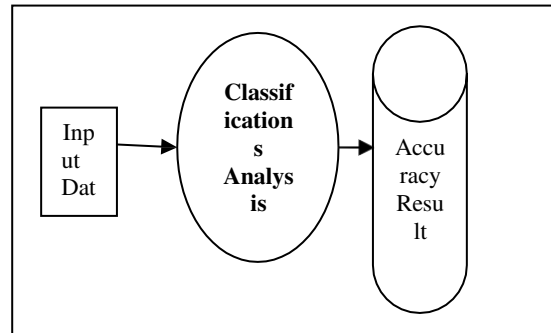 Inp
ut
Dat
Classif
ication
s
Analys
is
Accu
racy
Resu
lt